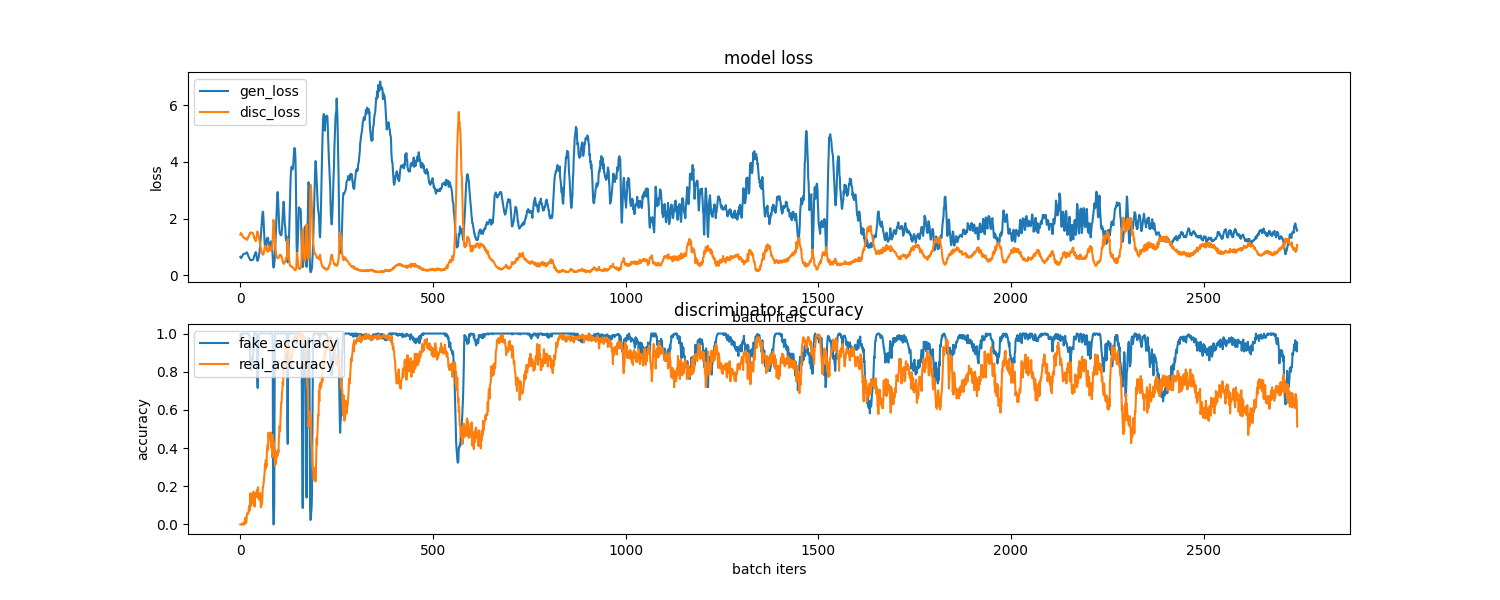 model loss
gen_loss
disc_loss
loss
6
4
2
0
0 500 1000 1500 2000 2500
batch iters
discriminator accuracy
fake_accuracy
real_accuracy
accuracy
1.0
0.8
0.6
0.4
0.2
0.0
0 500 1000 1500 2000 2500
batch iters